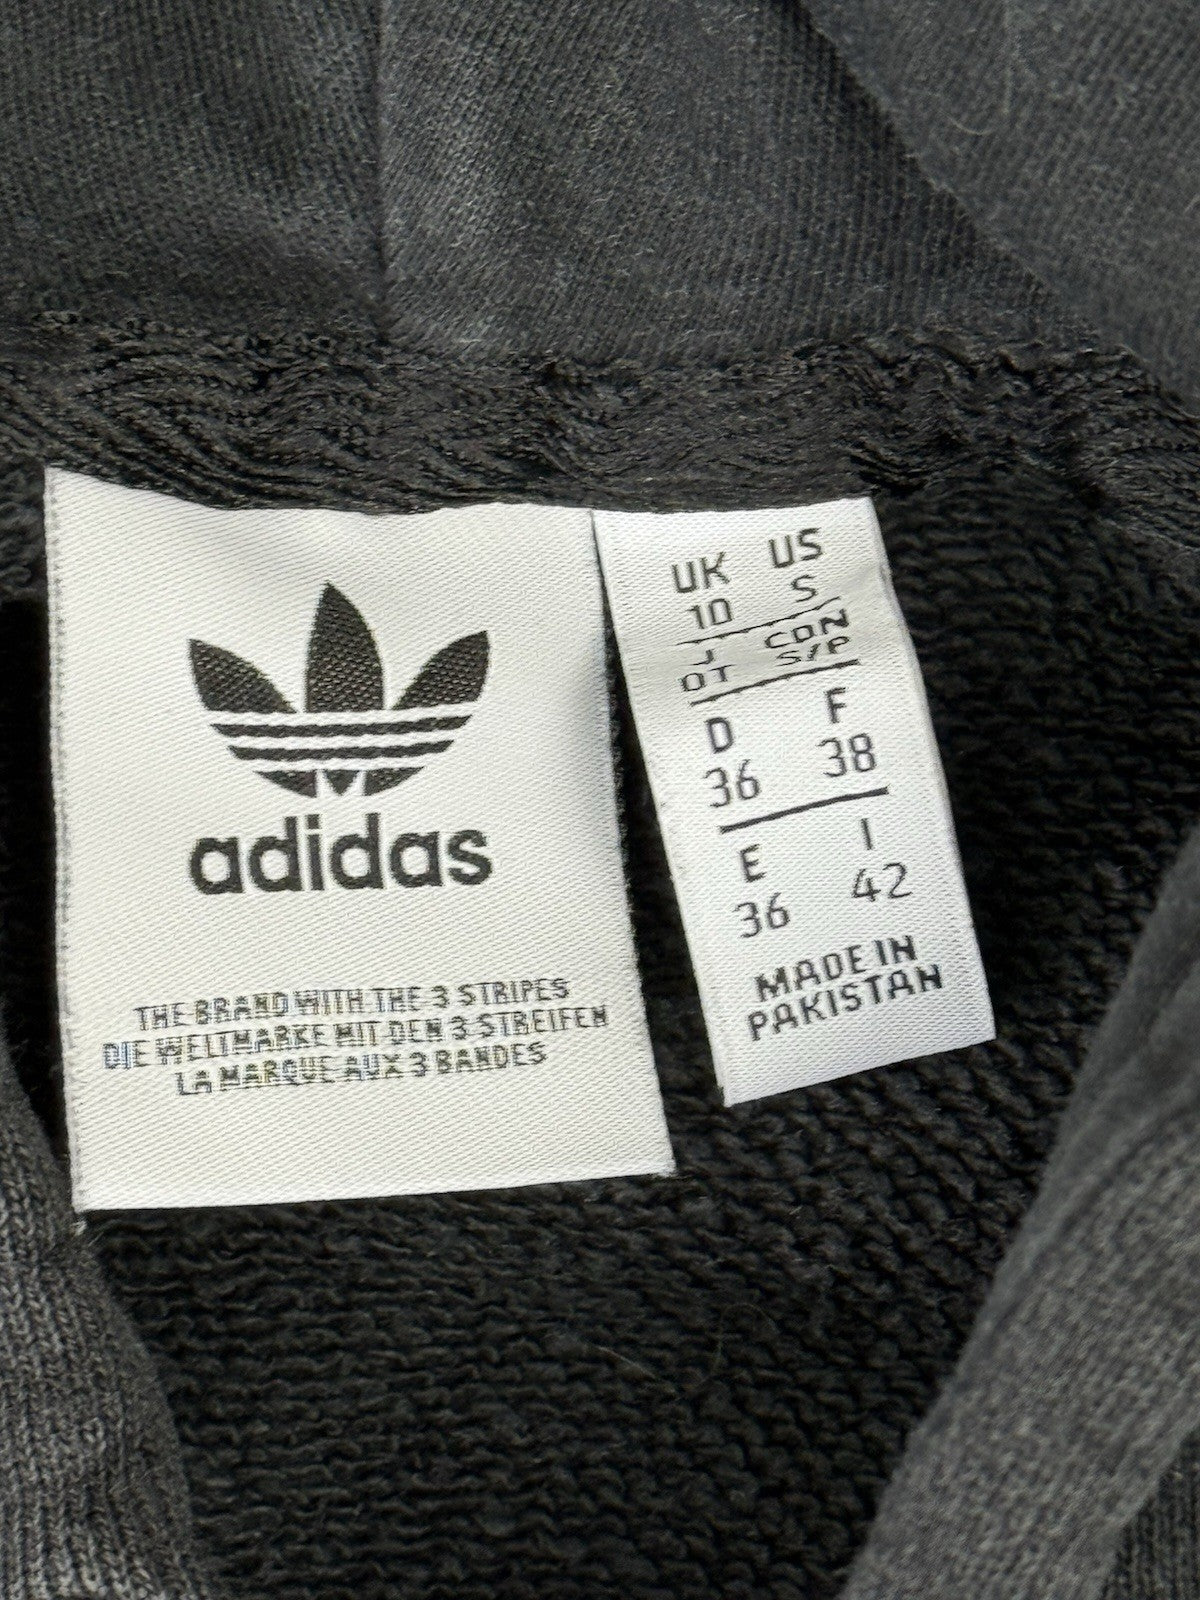 adidas
THE BRAND WITH THE 3 STRIPES
DIE WELTMARKE MIT DEN 3 STREIFEN
LA MARQUE AUX 3 BANDES
UK US
10 S
J CDN
OT S/P
D F
36 38
E I
36 42
MADE IN
PAKISTAN